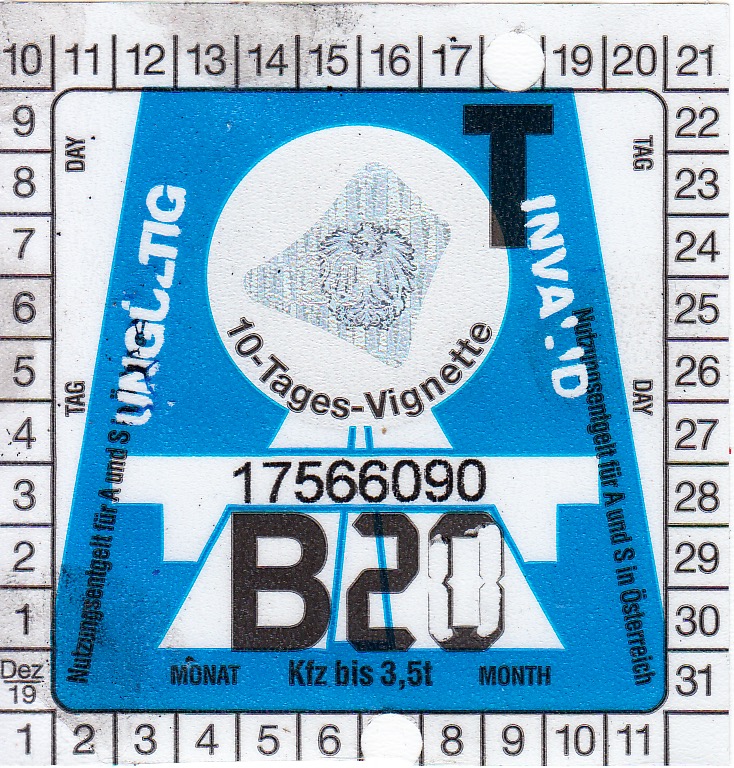 10 11 12 13 14 15 16 17 19 20 21
9
8
7
6
5
4
3
2
1
Dez
19
22
23
24
25
26
27
28
29
30
31
DAY
TAG
TAG
DAY
T
UNGÜLTIG
INVALID
10-Tages-Vignette
Nutzungsentgelt für A und S
Nutzungsentgelt für A und S in Österreich
17566090
B20
MONAT Kfz bis 3,5t MONTH
1 2 3 4 5 6 8 9 10 11